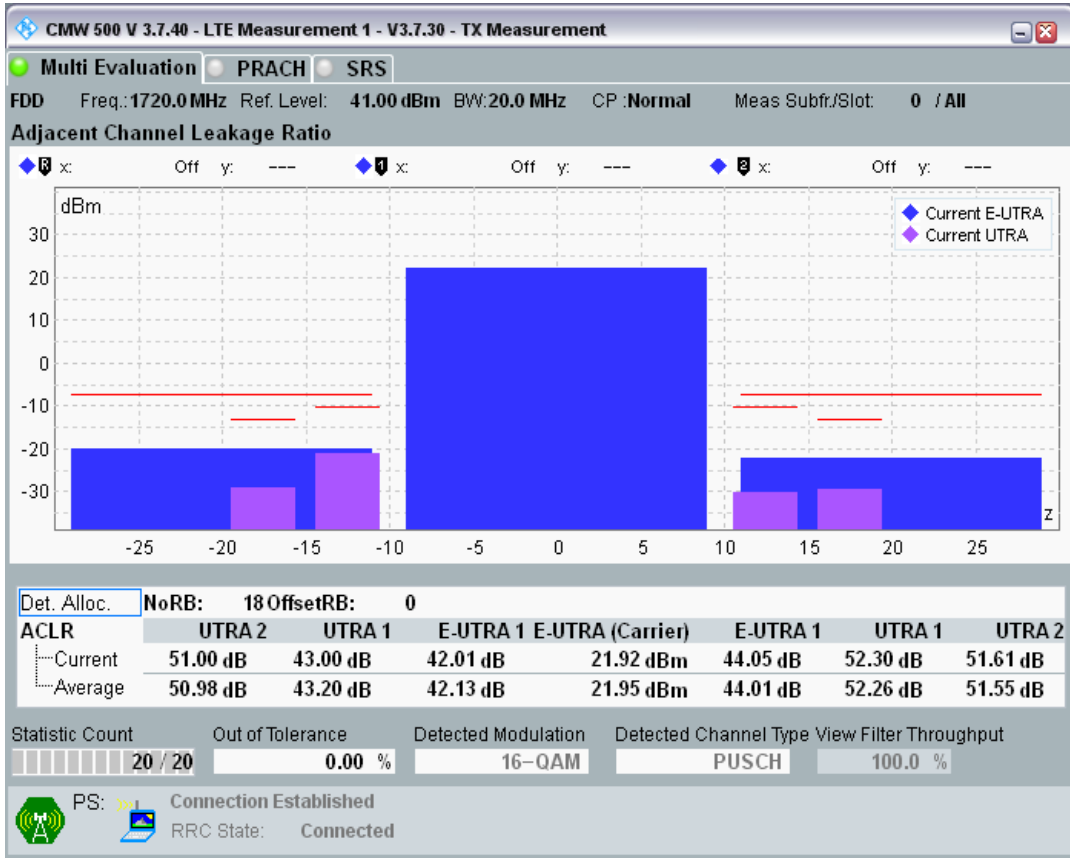 CMW 500 V 3.7.40 - LTE Measurement 1 - V3.7.30 - TX Measurement
Multi Evaluation PRACH SRS
FDD Freq.:1720.0 MHz Ref. Level: 41.00 dBm BW:20.0 MHz CP :Normal Meas Subfr./Slot: 0 / All
Adjacent Channel Leakage Ratio
R x: Off y: --- 1 x: Off y: --- 2 x: Off y: ---
dBm
Current E-UTRA
Current UTRA
30
20
10
0
-10
-20
-30
z
-25 -20 -15 -10 -5 0 5 10 15 20 25
Det. Alloc. NoRB: 18 OffsetRB: 0
ACLR UTRA 2 UTRA 1 E-UTRA 1 E-UTRA (Carrier) E-UTRA 1 UTRA 1 UTRA 2
Current 51.00 dB 43.00 dB 42.01 dB 21.92 dBm 44.05 dB 52.30 dB 51.61 dB
Average 50.98 dB 43.20 dB 42.13 dB 21.95 dBm 44.01 dB 52.26 dB 51.55 dB
Statistic Count Out of Tolerance Detected Modulation Detected Channel Type View Filter Throughput
20 / 20 0.00 % 16-QAM PUSCH 100.0 %
PS: Connection Established
RRC State: Connected